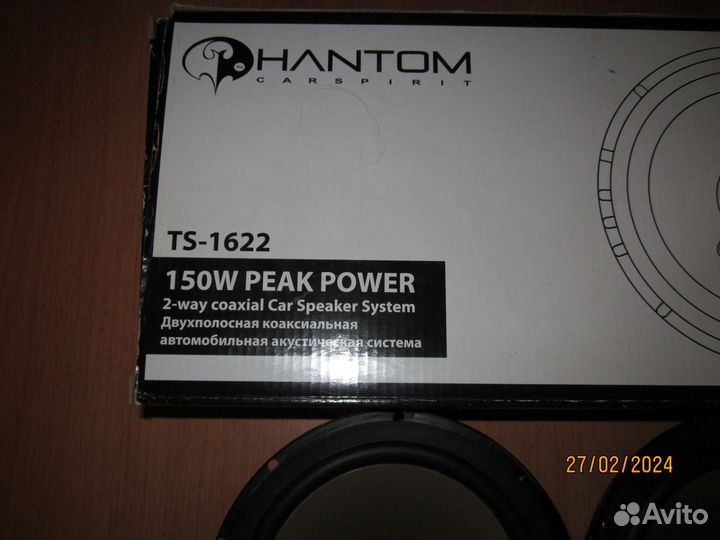 PHANTOM
TM
CARSPIRIT
TS-1622
150W PEAK POWER
2-way coaxial Car Speaker System
Двухполосная коаксиальная
автомобильная акустическая система
27/02/2024
Avito